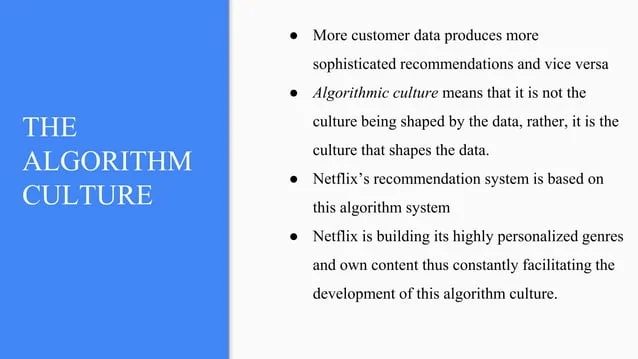 THE
ALGORITHM
CULTURE
● More customer data produces more
sophisticated recommendations and vice versa
● Algorithmic culture means that it is not the
culture being shaped by the data, rather, it is the
culture that shapes the data.
● Netflix’s recommendation system is based on
this algorithm system
● Netflix is building its highly personalized genres
and own content thus constantly facilitating the
development of this algorithm culture.